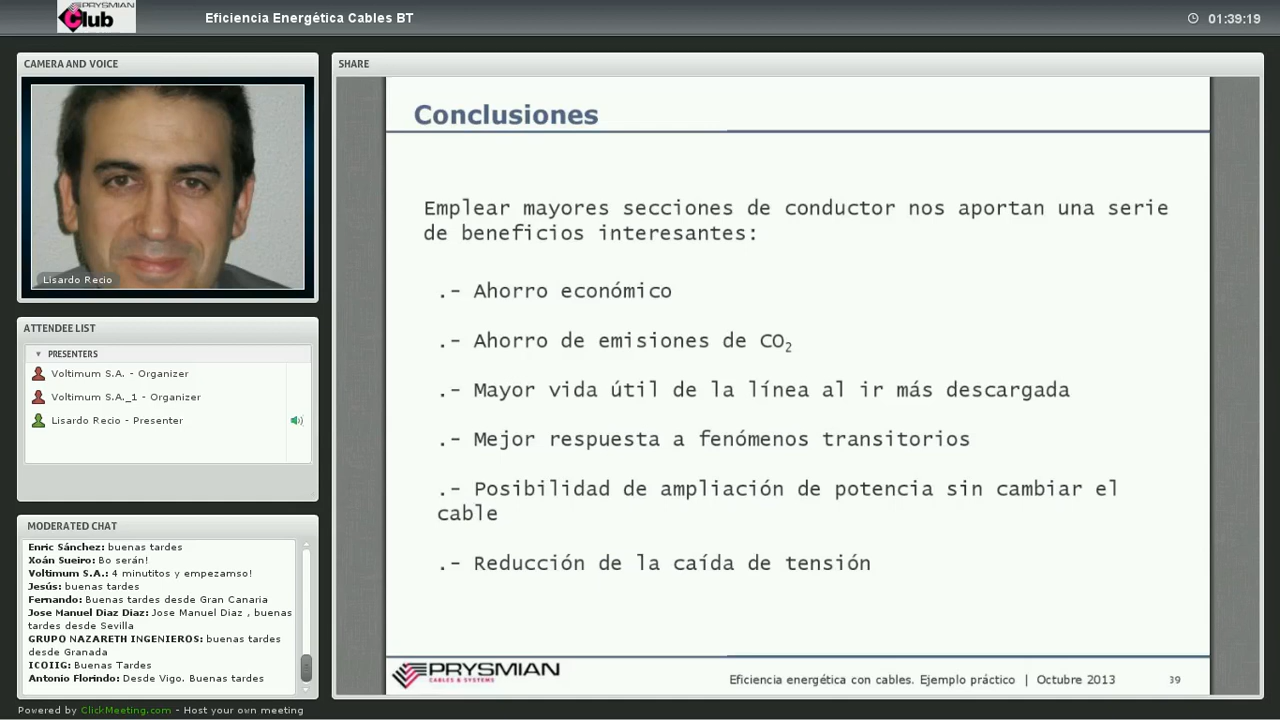 PRYSMIAN
Club
Eficiencia Energética Cables BT
01:39:19
CAMERA AND VOICE
Lisardo Recio
ATTENDEE LIST
PRESENTERS
Voltimum S.A. - Organizer
Voltimum S.A._1 - Organizer
Lisardo Recio - Presenter
MODERATED CHAT
Enric Sánchez: buenas tardes
Xoán Sueiro: Bo serán!
Voltimum S.A.: 4 minutitos y empezamso!
Jesús: buenas tardes
Fernando: Buenas tardes desde Gran Canaria
Jose Manuel Diaz Diaz: Jose Manuel Diaz , buenas
tardes desde Sevilla
GRUPO NAZARETH INGENIEROS: buenas tardes
desde Granada
ICOIIG: Buenas Tardes
Antonio Florindo: Desde Vigo. Buenas tardes
SHARE
Conclusiones
Emplear mayores secciones de conductor nos aportan una serie
de beneficios interesantes:
.- Ahorro económico
.- Ahorro de emisiones de CO₂
.- Mayor vida útil de la línea al ir más descargada
.- Mejor respuesta a fenómenos transitorios
.- Posibilidad de ampliación de potencia sin cambiar el
cable
.- Reducción de la caída de tensión
PRYSMIAN
CABLES & SYSTEMS
Eficiencia energética con cables. Ejemplo práctico | Octubre 2013 39
Powered by ClickMeeting.com - Host your own meeting